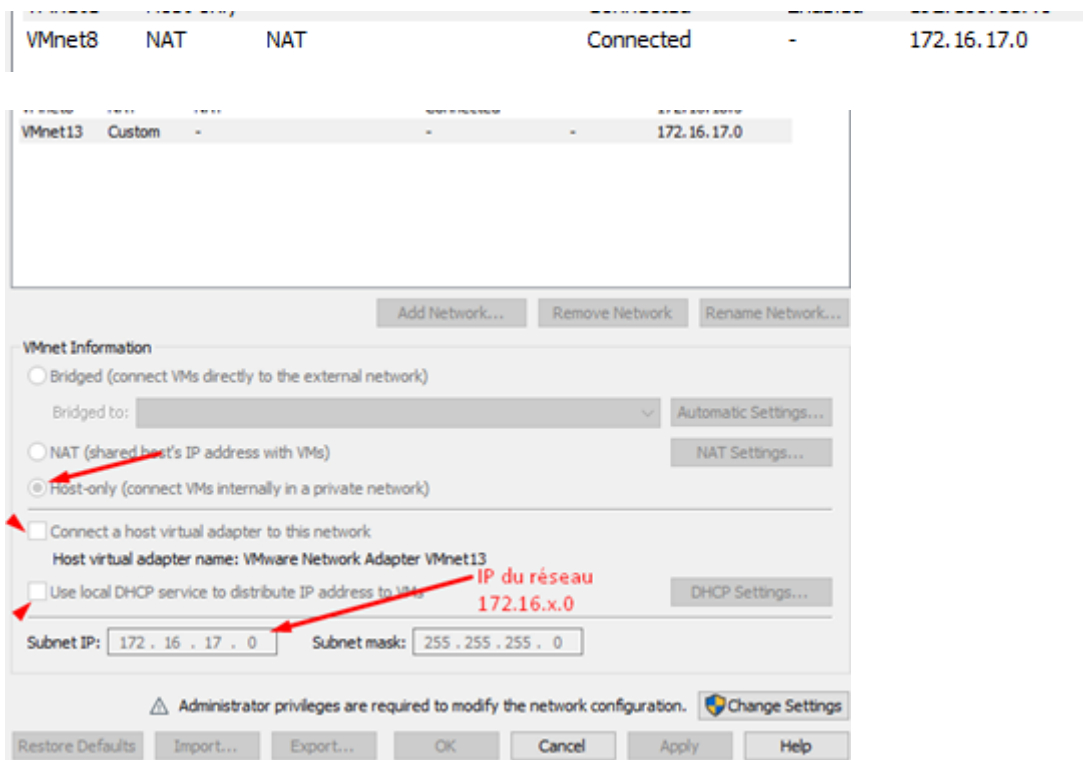 VMnet8 NAT NAT Connected - 172.16.17.0
VMnet13 Custom - - - 172.16.17.0
Add Network... Remove Network Rename Network...
VMnet Information
Bridged (connect VMs directly to the external network)
Bridged to: Automatic Settings...
NAT (shared host's IP address with VMs) NAT Settings...
Host-only (connect VMs internally in a private network)
Connect a host virtual adapter to this network
Host virtual adapter name: VMware Network Adapter VMnet13
IP du réseau
Use local DHCP service to distribute IP address to VMs DHCP Settings...
172.16.x.0
Subnet IP: 172 . 16 . 17 . 0 Subnet mask: 255 . 255 . 255 . 0
Administrator privileges are required to modify the network configuration. Change Settings
Restore Defaults Import... Export... OK Cancel Apply Help